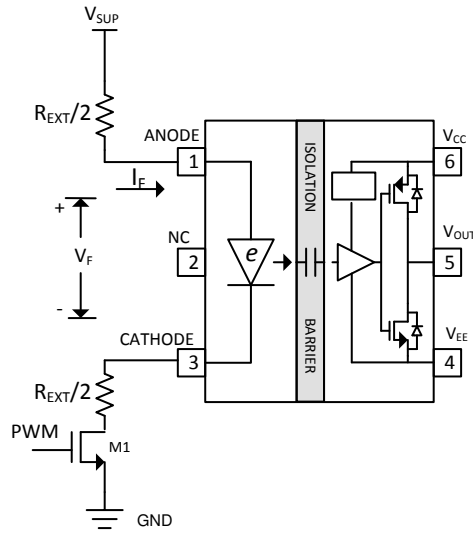 VSUP
REXT/2
ANODE
1
IF
+
VF
-
NC
2
CATHODE
3
REXT/2
PWM
M1
GND
e
ISOLATION
BARRIER
VCC
6
VOUT
5
VEE
4